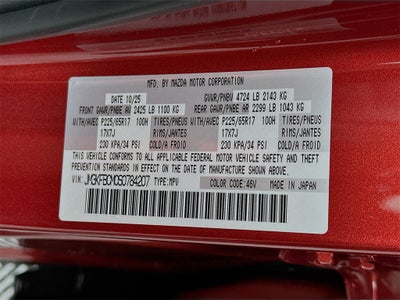 MFD. BY MAZDA MOTOR CORPORATION
DATE 10/25 GVWR/PNBV 4724 LB 2143 KG
FRONT GAWR/PNBE AV 2425 LB 1100 KG REAR GAWR/PNBE AR 2299 LB 1043 KG
WITH/AVEC P225/65R17 100H TIRES/PNEUS WITH/AVEC P225/65R17 100H TIRES/PNEUS
17X7J RIMS/JANTES 17X7J RIMS/JANTES
230 KPA/34 PSI COLD/A FROID 230 KPA/34 PSI COLD/A FROID
THIS VEHICLE CONFORMS TO ALL APPLICABLE FEDERAL MOTOR VEHICLE SAFETY AND THEFT
PREVENTION STANDARDS IN EFFECT ON THE DATE OF MANUFACTURE SHOWN ABOVE.
VIN: JM3KFBCM0S0784207 TYPE:MPV
COLOR CODE:46V MADE IN JAPAN